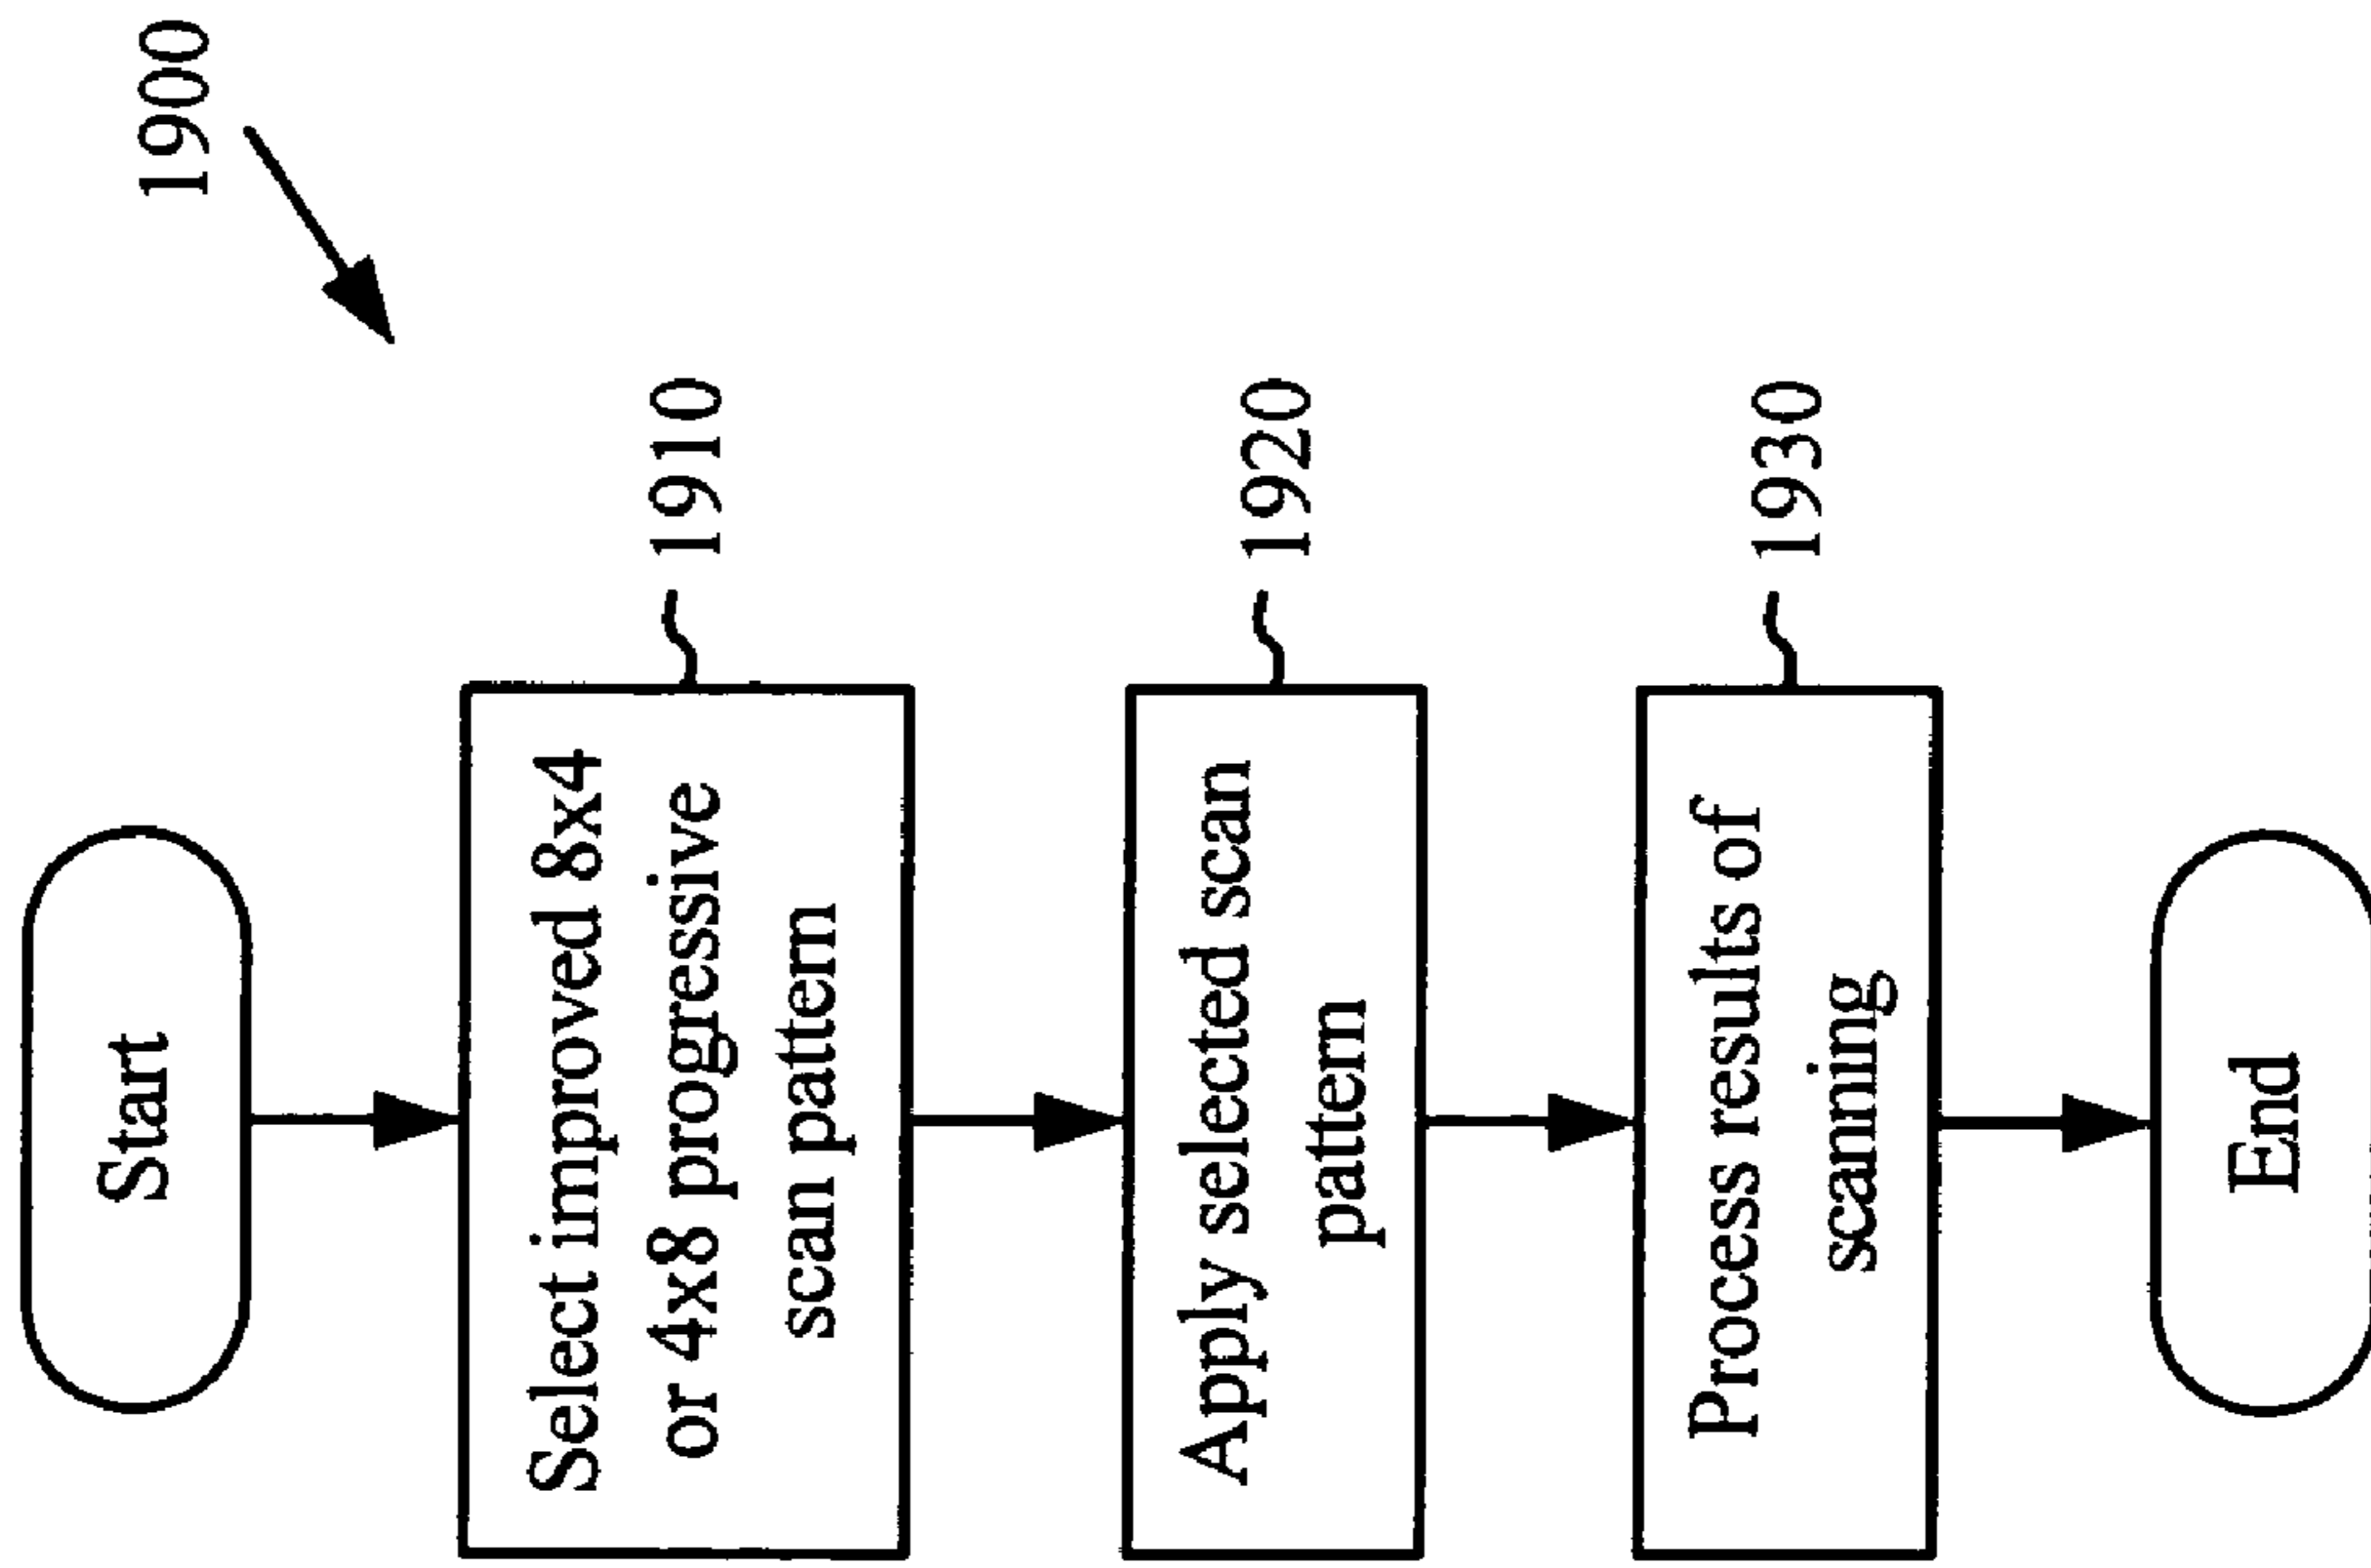 1900
Start
Select improved 8x4
or 4x8 progressive
scan pattern
1910
Apply selected scan
pattern
1920
Process results of
scanning
1930
End